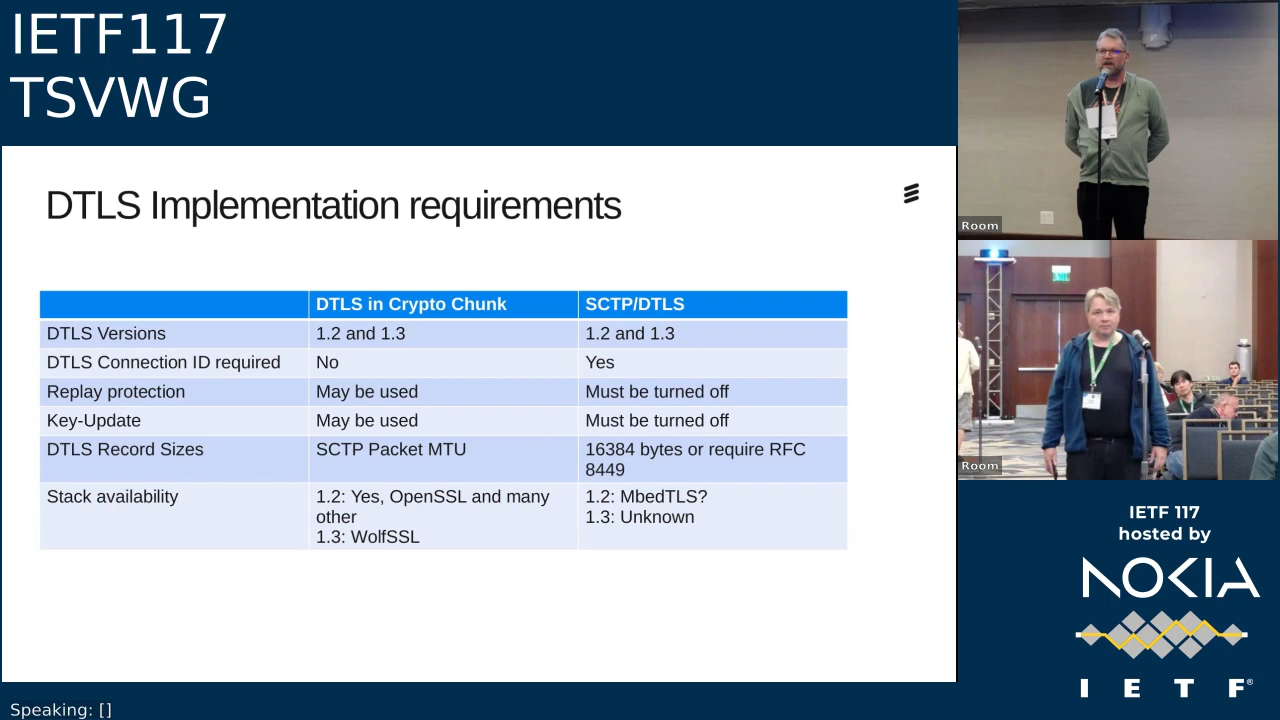 IETF117
TSVWG
DTLS Implementation requirements
DTLS in Crypto Chunk
SCTP/DTLS
DTLS Versions
1.2 and 1.3
1.2 and 1.3
DTLS Connection ID required
No
Yes
Replay protection
May be used
Must be turned off
Key-Update
May be used
Must be turned off
DTLS Record Sizes
SCTP Packet MTU
16384 bytes or require RFC
8449
Stack availability
1.2: Yes, OpenSSL and many
other
1.3: WolfSSL
1.2: MbedTLS?
1.3: Unknown
Room
Room
IETF 117
hosted by
NOKIA
I E T F®
Speaking: []